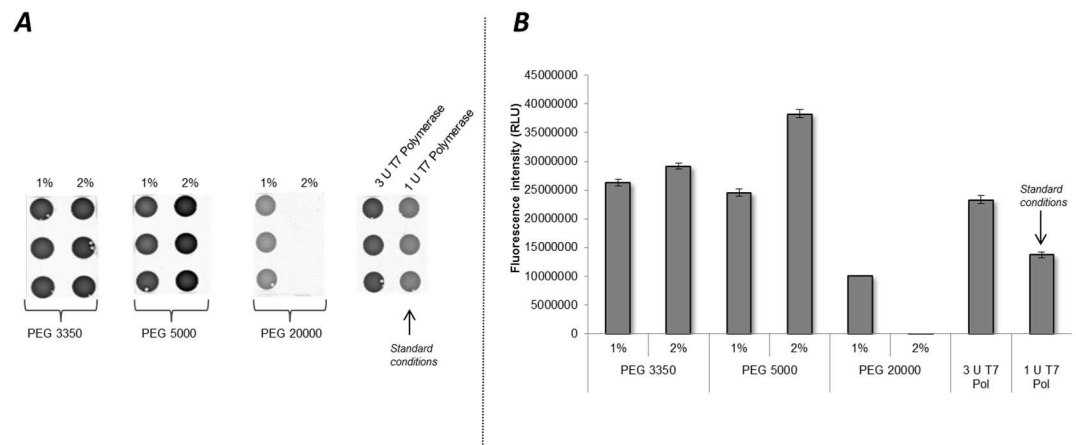 A
3 U T7 Polymerase
1 U T7 Polymerase
1% 2% 1% 2% 1% 2%
PEG 3350 PEG 5000 PEG 20000
Standard
conditions
B
Fluorescence intensity (RLU)
45000000
40000000
35000000
30000000
25000000
20000000
15000000
10000000
5000000
0
Standard
conditions
1% 2% 1% 2% 1% 2%
PEG 3350 PEG 5000 PEG 20000
3 U T7
Pol
1 U T7
Pol